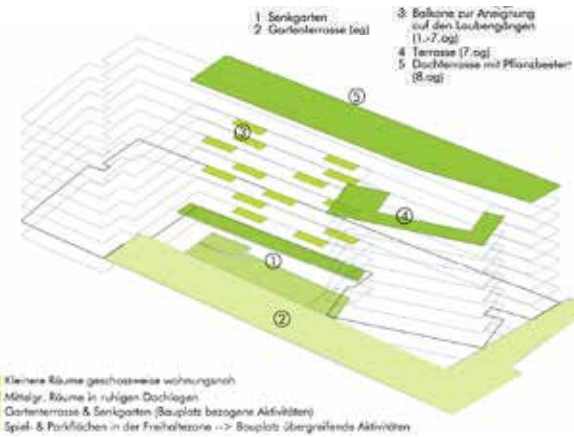 1 Senkgarten
2 Gartenterrasse (eg)
3 Balkone zur Aneignung
auf den Laubengängen
(1.-7.og)
4 Terrasse (7.og)
5 Dachterrasse mit Pflanzbeeten
(8.og)
5
3
4
1
2
Kleinere Räume geschossweise wohnungsnah
Mittelgr. Räume in ruhigen Dachlagen
Gartenterrasse & Senkgarten (Bauplatz bezogene Aktivitäten)
Spiel- & Parkflächen in der Freihaltezone --> Bauplatz übergreifende Aktivitäten